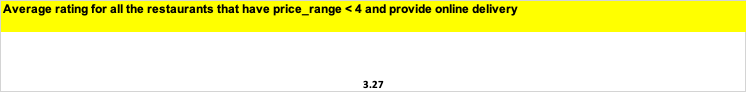 Average rating for all the restaurants that have price_range < 4 and provide online delivery
3.27